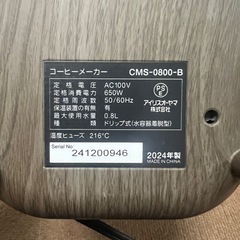 コーヒーメーカー CMS-0800-B
定格電圧 AC100V
定格消費電力 650W
定格周波数 50/60Hz
保温装置の有無 有
最大使用水量 0.8L
種類 ドリップ式(水容器着脱型)
温度ヒューズ 216℃
PS
E
アイリスオーヤマ
Serial No.:
241200946
2024年製
MADE IN CHINA